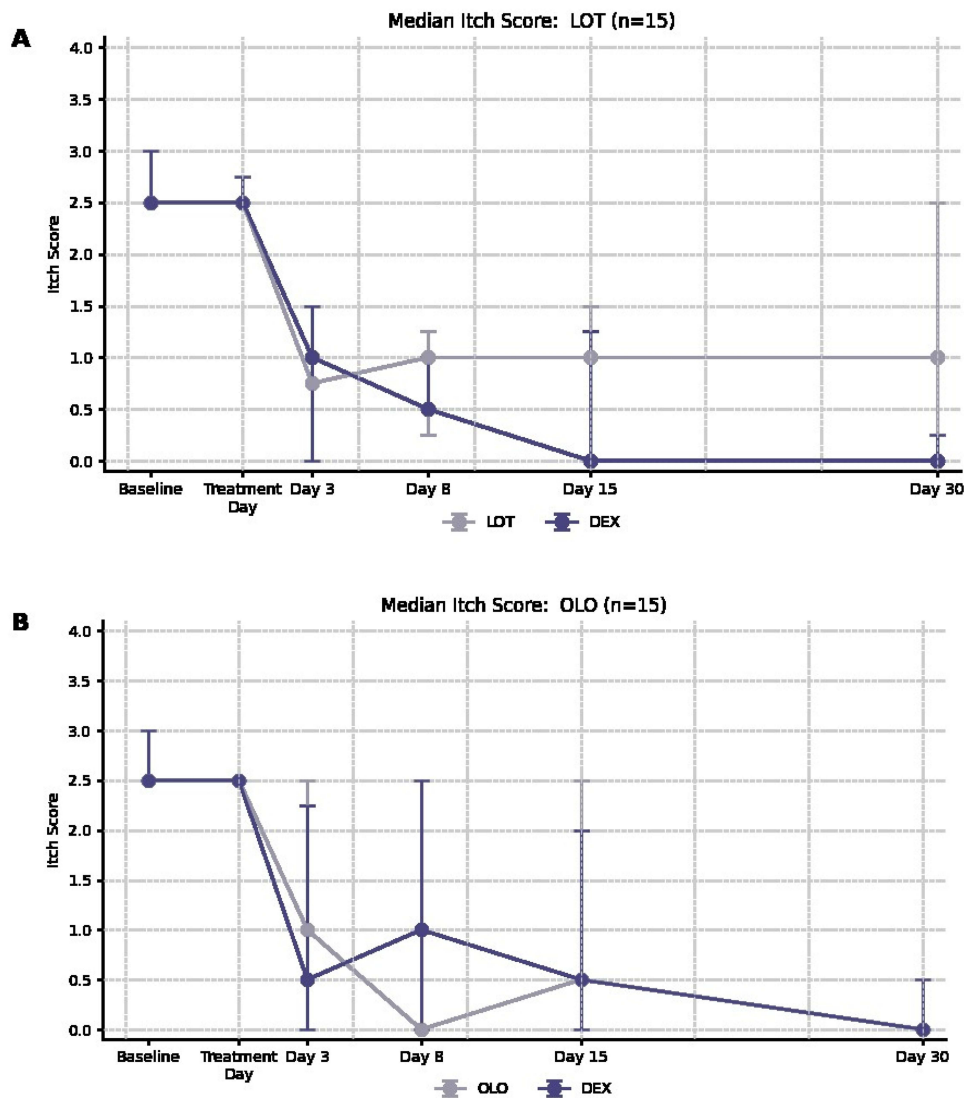 A
Median Itch Score: LOT (n=15)
4.0
3.5
3.0
2.5
2.0
1.5
1.0
0.5
0.0
Itch Score
Baseline Treatment Day Day 3 Day 8 Day 15 Day 30
LOT DEX
B
Median Itch Score: OLO (n=15)
4.0
3.5
3.0
2.5
2.0
1.5
1.0
0.5
0.0
Itch Score
Baseline Treatment Day Day 3 Day 8 Day 15 Day 30
OLO DEX